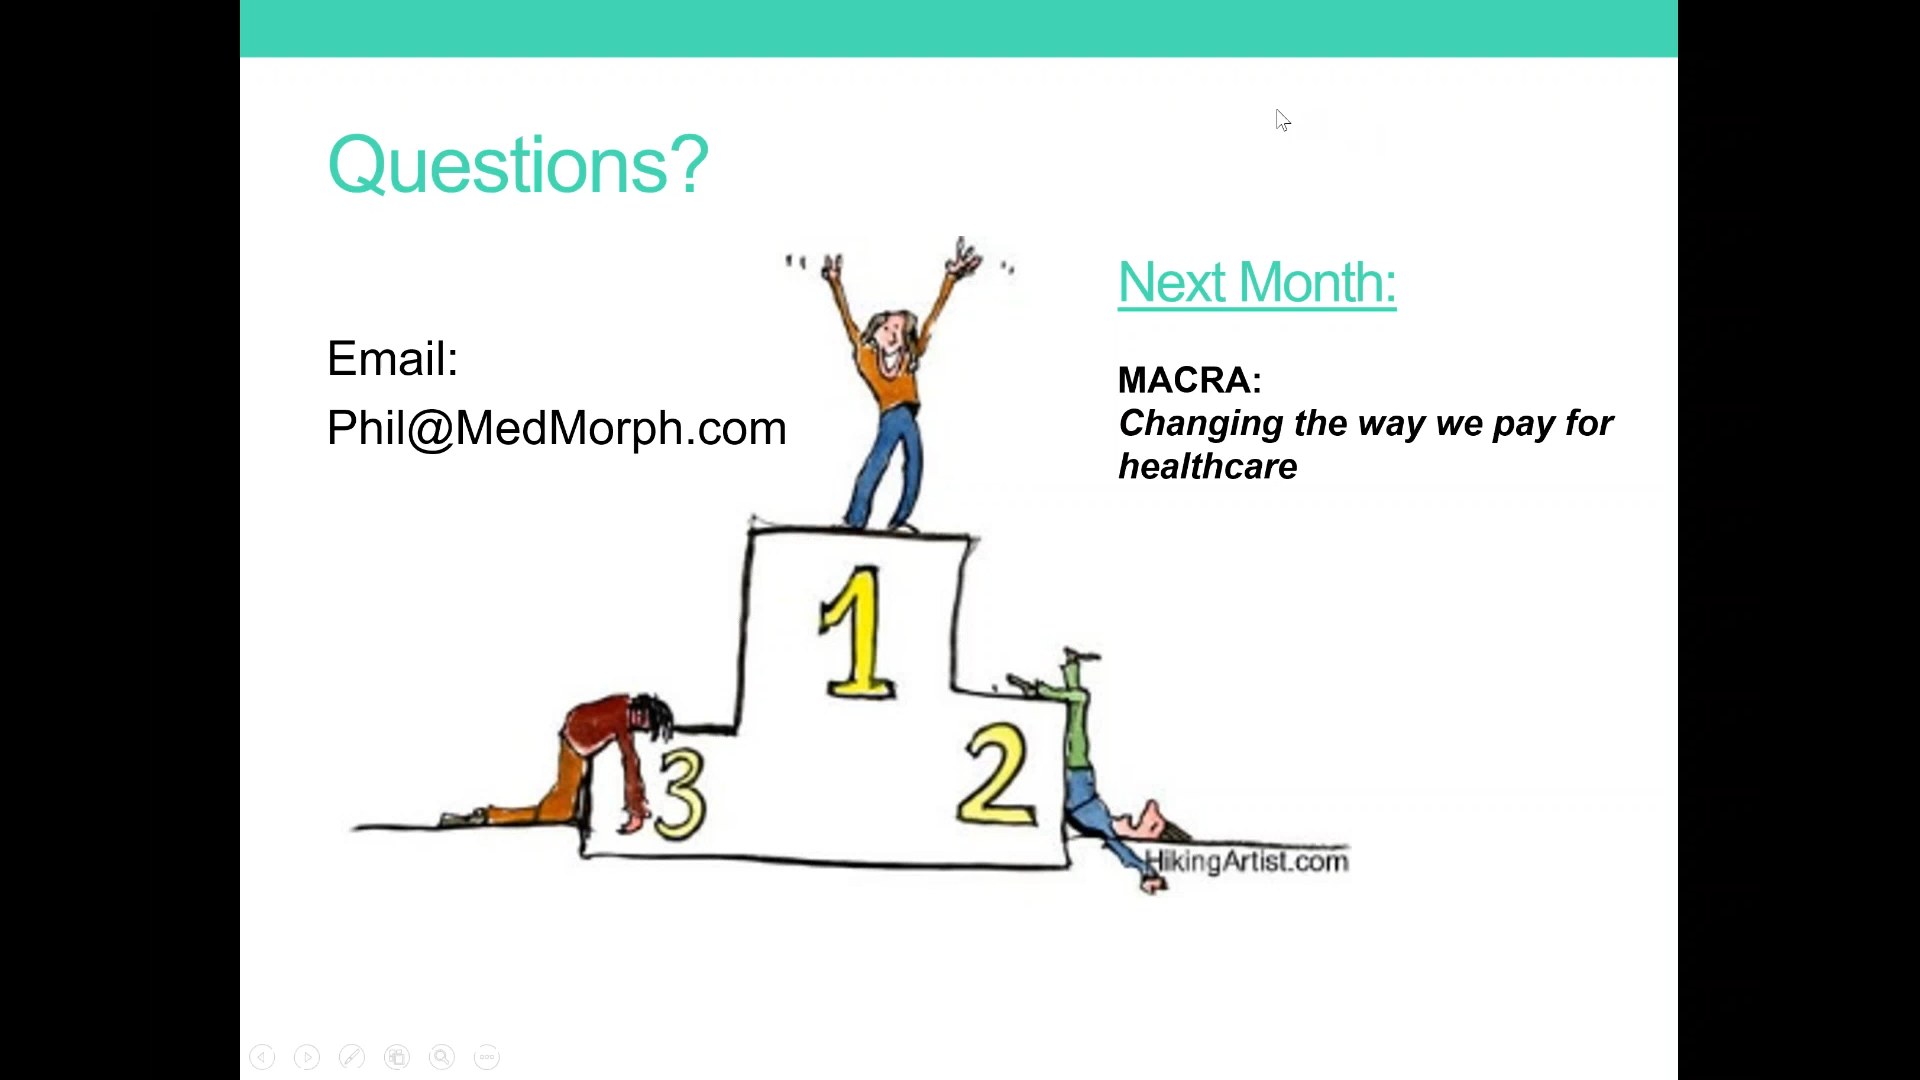 Questions?
Email:
Phil@MedMorph.com
Next Month:
MACRA:
Changing the way we pay for
healthcare
1
3
2
HikingArtist.com